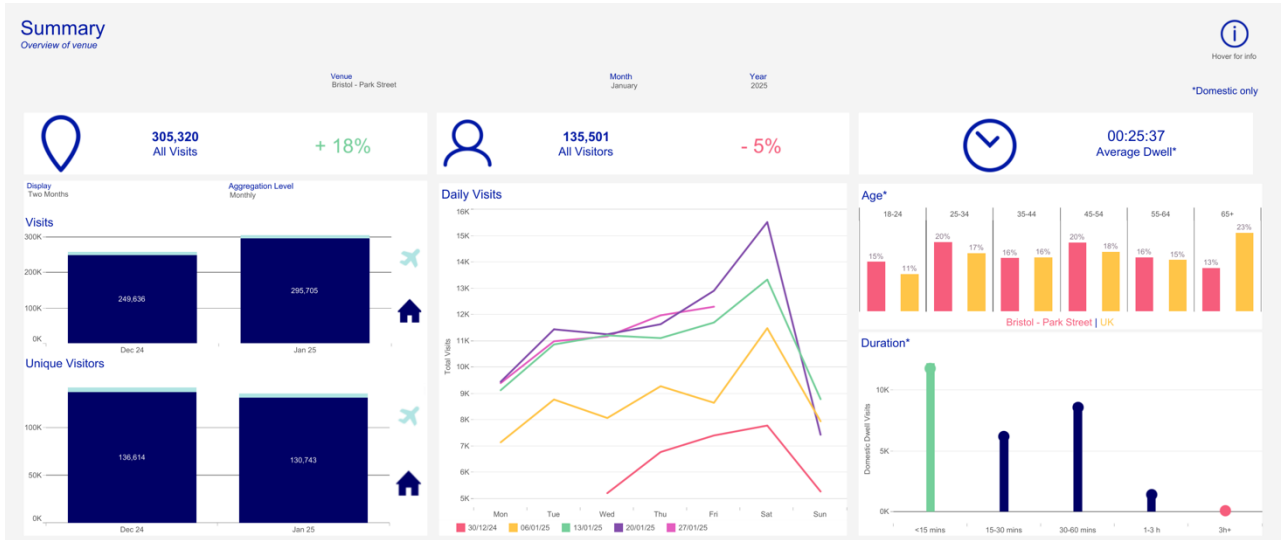 Summary
Overview of venue
Hover for info
Venue
Bristol - Park Street
Month
January
Year
2025
*Domestic only
305,320
All Visits
+ 18%
135,501
All Visitors
- 5%
00:25:37
Average Dwell*
Display
Two Months
Aggregation Level
Monthly
Visits
300K
200K
100K
0K
249,636
295,705
Dec 24
Jan 25
Unique Visitors
100K
50K
0K
136,614
130,743
Dec 24
Jan 25
Daily Visits
Total Visits
16K
15K
14K
13K
12K
11K
10K
9K
8K
7K
6K
5K
Mon Tue Wed Thu Fri Sat Sun
30/12/24 06/01/25 13/01/25 20/01/25 27/01/25
Age*
18-24 25-34 35-44 45-54 55-64 65+
15% 11% 20% 17% 16% 16% 20% 18% 16% 15% 13% 23%
Bristol - Park Street | UK
Duration*
Domestic Dwell Visits
10K
5K
0K
<15 mins 15-30 mins 30-60 mins 1-3 h 3h+